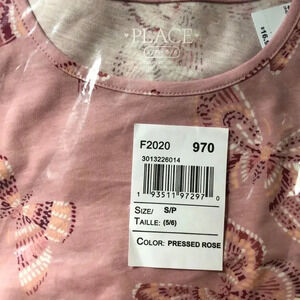 PLACE
F2020 970
3013226014
1 93511 97297 0
SIZE/ S/P
TAILLE: (5/6)
COLOR: PRESSED ROSE